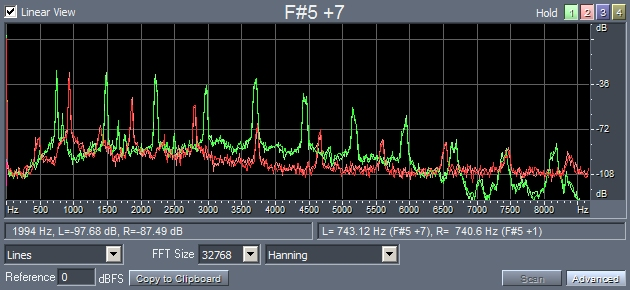 Linear View F#5 +7 Hold 1 2 3 4
dB
-36
-72
-108
dB
Hz 500 1000 1500 2000 2500 3000 3500 4000 4500 5000 5500 6000 6500 7000 7500 8000 Hz
1994 Hz, L=-97.68 dB, R=-87.49 dB L= 743.12 Hz (F#5 +7), R= 740.6 Hz (F#5 +1)
Lines FFT Size 32768 Hanning
Reference 0 dBFS Copy to Clipboard Scan Advanced